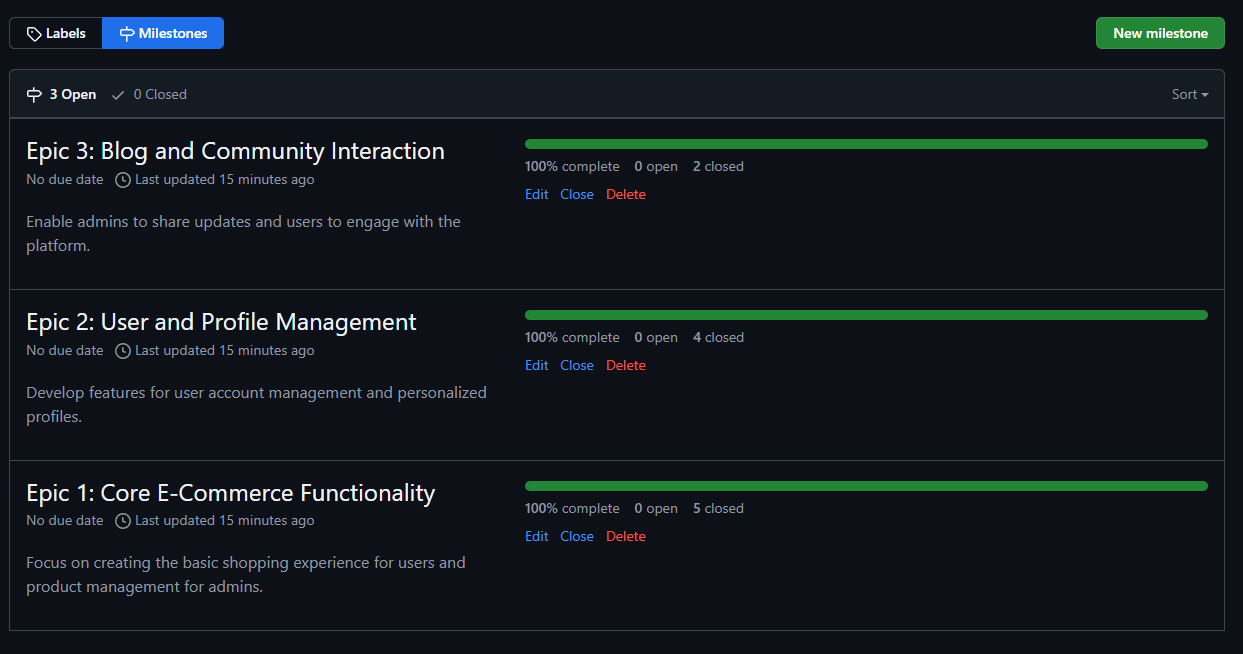 Labels Milestones New milestone
3 Open 0 Closed Sort
Epic 3: Blog and Community Interaction
No due date Last updated 15 minutes ago
Enable admins to share updates and users to engage with the
platform.
100% complete 0 open 2 closed
Edit Close Delete
Epic 2: User and Profile Management
No due date Last updated 15 minutes ago
Develop features for user account management and personalized
profiles.
100% complete 0 open 4 closed
Edit Close Delete
Epic 1: Core E-Commerce Functionality
No due date Last updated 15 minutes ago
Focus on creating the basic shopping experience for users and
product management for admins.
100% complete 0 open 5 closed
Edit Close Delete